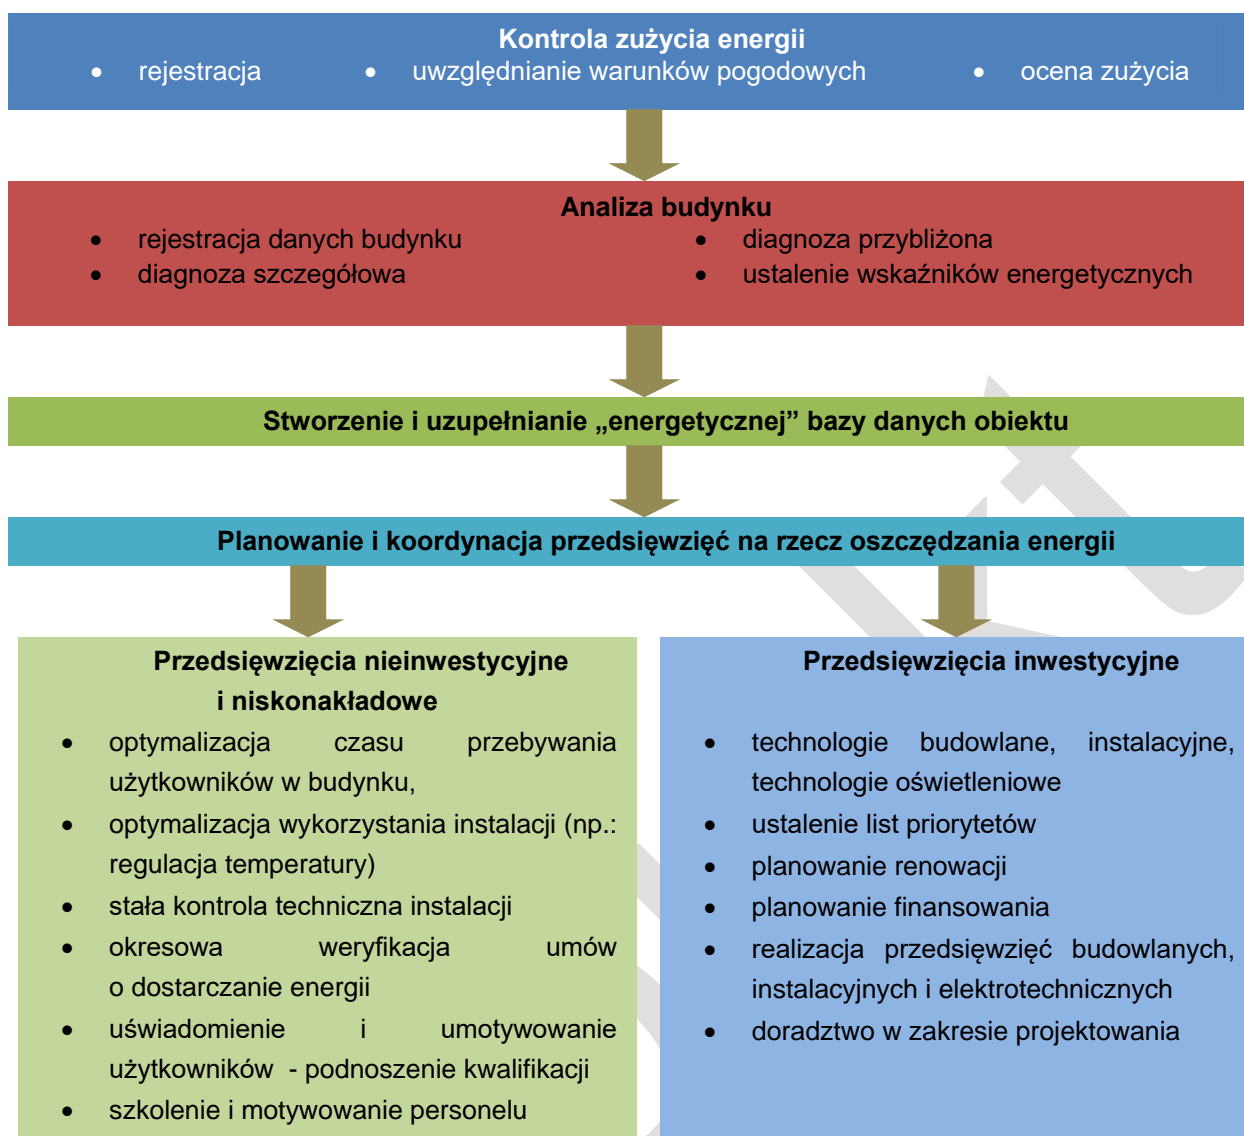 Kontrola zużycia energii
• rejestracja • uwzględnianie warunków pogodowych • ocena zużycia
Analiza budynku
• rejestracja danych budynku • diagnoza przybliżona
• diagnoza szczegółowa • ustalenie wskaźników energetycznych
Stworzenie i uzupełnianie „energetycznej” bazy danych obiektu
Planowanie i koordynacja przedsięwzięć na rzecz oszczędzania energii
Przedsięwzięcia nieinwestycyjne
i niskonakładowe
• optymalizacja czasu przebywania
użytkowników w budynku,
• optymalizacja wykorzystania instalacji (np.:
regulacja temperatury)
• stała kontrola techniczna instalacji
• okresowa weryfikacja umów
o dostarczanie energii
• uświadomienie i umotywowanie
użytkowników - podnoszenie kwalifikacji
• szkolenie i motywowanie personelu
Przedsięwzięcia inwestycyjne
• technologie budowlane, instalacyjne,
technologie oświetleniowe
• ustalenie list priorytetów
• planowanie renowacji
• planowanie finansowania
• realizacja przedsięwzięć budowlanych,
instalacyjnych i elektrotechnicznych
• doradztwo w zakresie projektowania